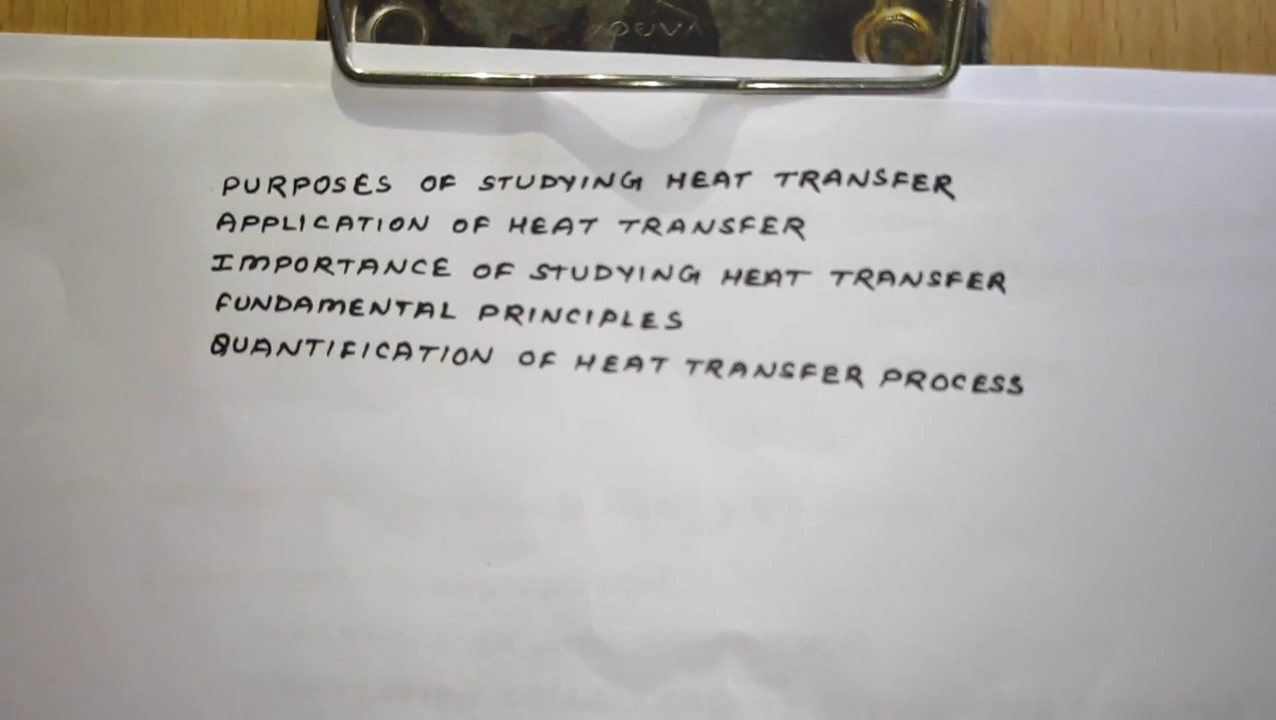 YOUVA
PURPOSES OF STUDYING HEAT TRANSFER
APPLICATION OF HEAT TRANSFER
IMPORTANCE OF STUDYING HEAT TRANSFER
FUNDAMENTAL PRINCIPLES
QUANTIFICATION OF HEAT TRANSFER PROCESS